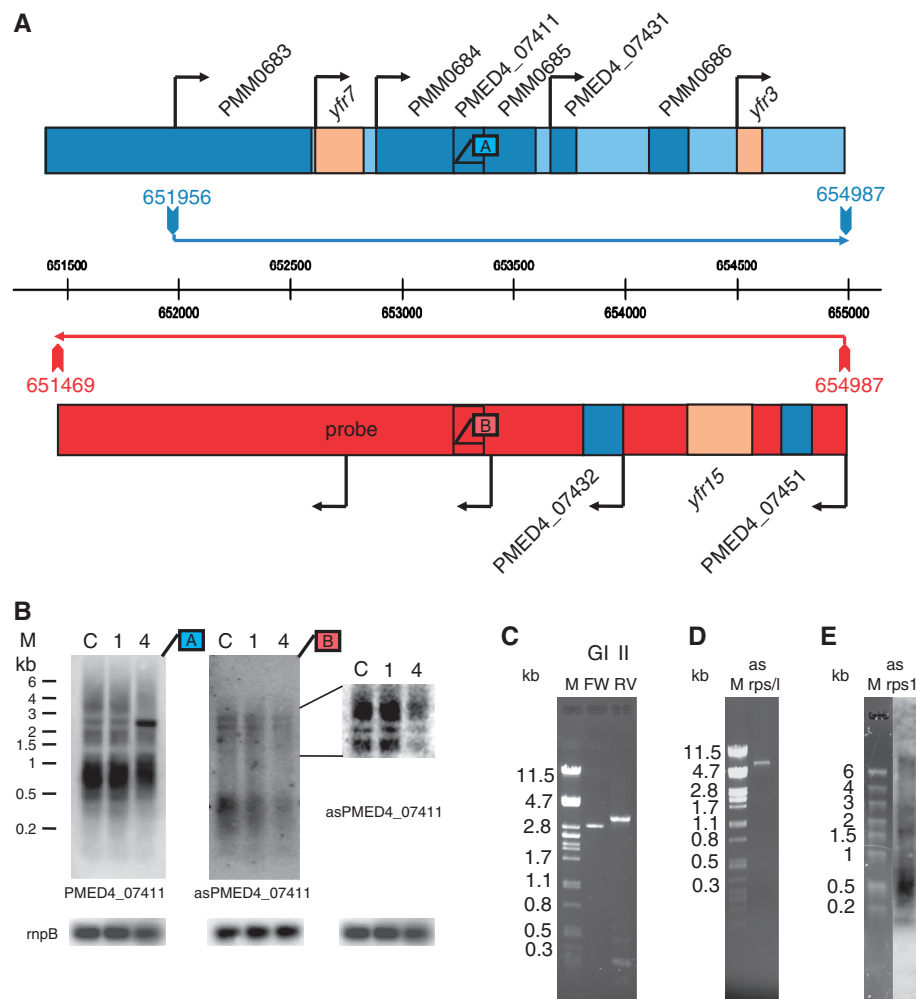 A
PMM0683
yfr7
PMM0684
PMED4_07411
PMM0685
PMED4_07431
PMM0686
yfr3
A
651956
654987
651500
652500
653500
654500
652000
653000
654000
655000
651469
654987
probe
B
PMED4_07432
yfr15
PMED4_07451
B
M
kb
C 1 4
A
6
4
3
2
1.5
1
0.5
0.2
PMED4_07411
C 1 4
B
asPMED4_07411
C 1 4
asPMED4_07411
rnpB
C
GI II
kb
M FW RV
11.5
4.7
2.8
1.7
1.1
0.8
0.5
0.3
D
as
kb
M rps/l
11.5
4.7
2.8
1.7
1.1
0.8
0.5
0.3
E
as
kb
M rps1
6
4
3
2
1.5
1
0.5
0.2